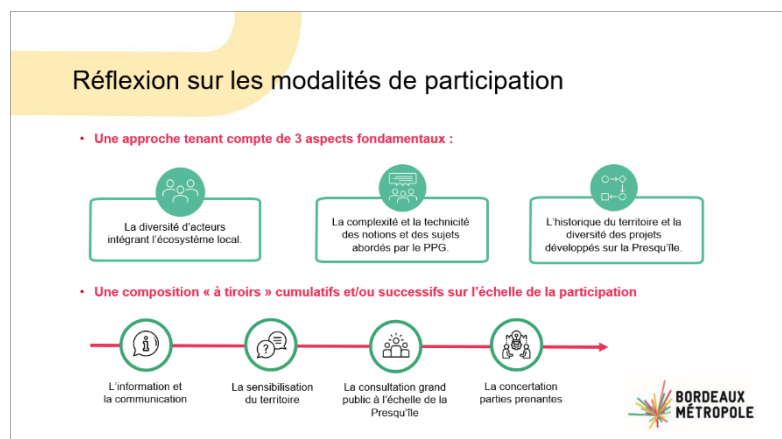 Réflexion sur les modalités de participation
• Une approche tenant compte de 3 aspects fondamentaux :
La diversité d'acteurs
intégrant l'écosystème local.
La complexité et la technicité
des notions et des sujets
abordés par le PPG.
L'historique du territoire et la
diversité des projets
développés sur la Presqu'île.
• Une composition « à tiroirs » cumulatifs et/ou successifs sur l'échelle de la participation
L'information et
la communication
La sensibilisation
du territoire
La consultation grand
public à l'échelle de la
Presqu'île
La concertation
parties prenantes
BORDEAUX
MÉTROPOLE